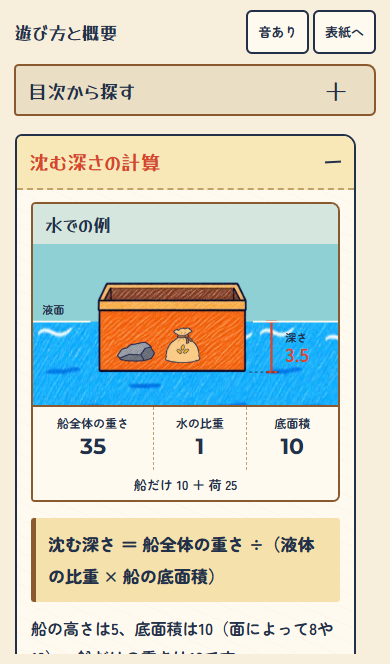 遊び方と概要
音あり
表紙へ
目次から探す
沈む深さの計算
水での例
液面
深さ
3.5
船全体の重さ
35
水の比重
1
底面積
10
船だけ 10 ＋ 荷 25
沈む深さ ＝ 船全体の重さ ÷（液体
の比重 × 船の底面積）
船の高さは5、底面積は10（面によって8や